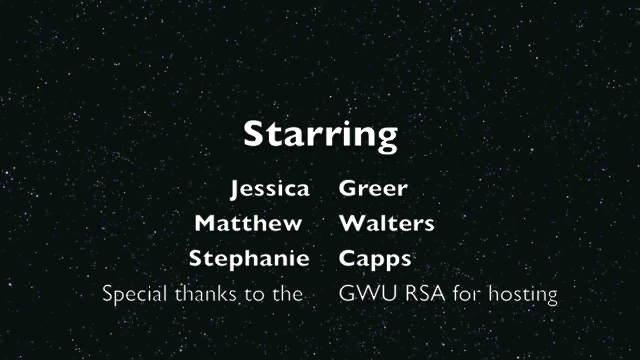 Starring
Jessica Greer
Matthew Walters
Stephanie Capps
Special thanks to the GWU RSA for hosting